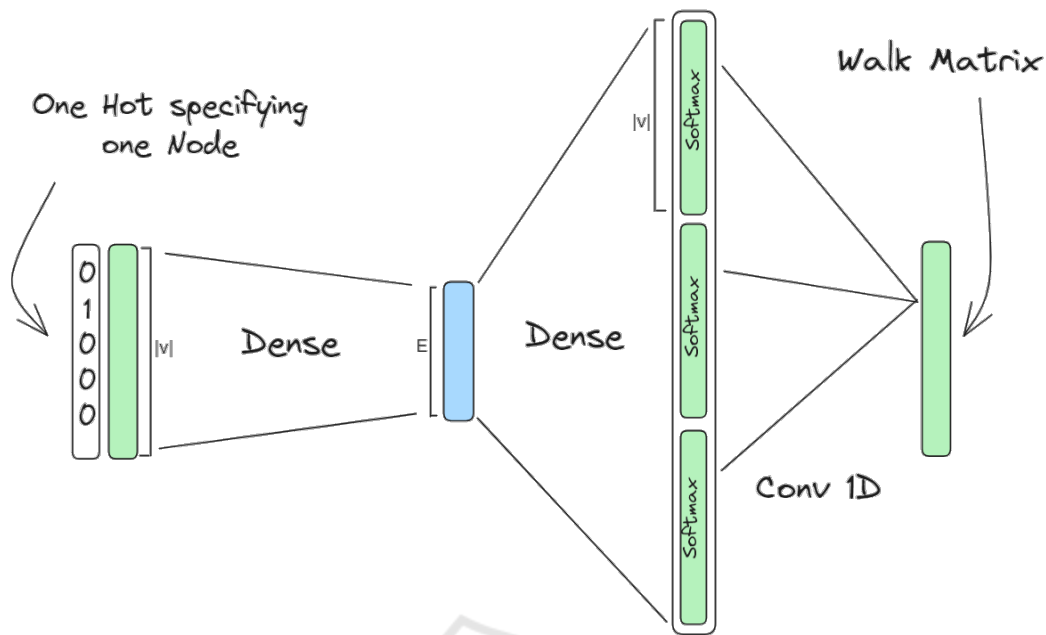 One Hot specifying
one Node
0
1
0
0
0
|v|
Dense
E
Dense
|v|
Softmax
Softmax
Softmax
Conv 1D
Walk Matrix